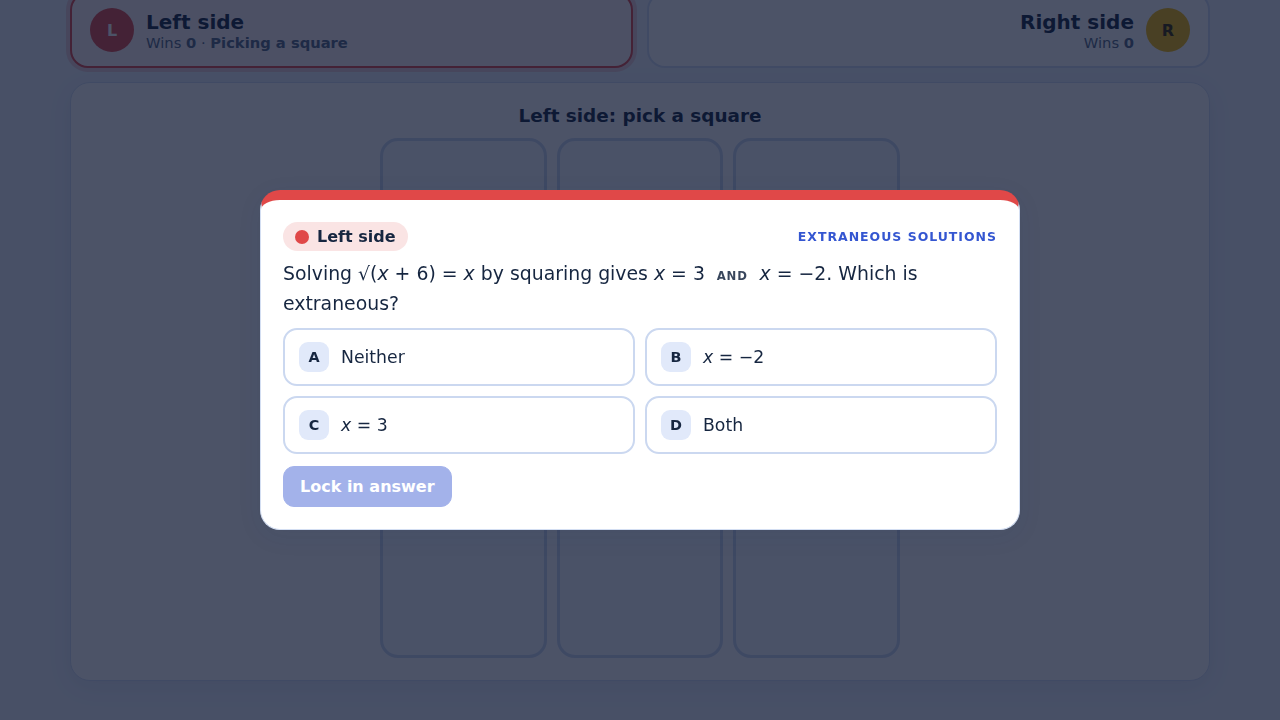 L
Left side
Wins 0 · Picking a square
Right side
Wins 0
R
Left side: pick a square
Left side
EXTRANEOUS SOLUTIONS
Solving √(x + 6) = x by squaring gives x = 3 AND x = −2. Which is
extraneous?
A Neither
B x = −2
C x = 3
D Both
Lock in answer